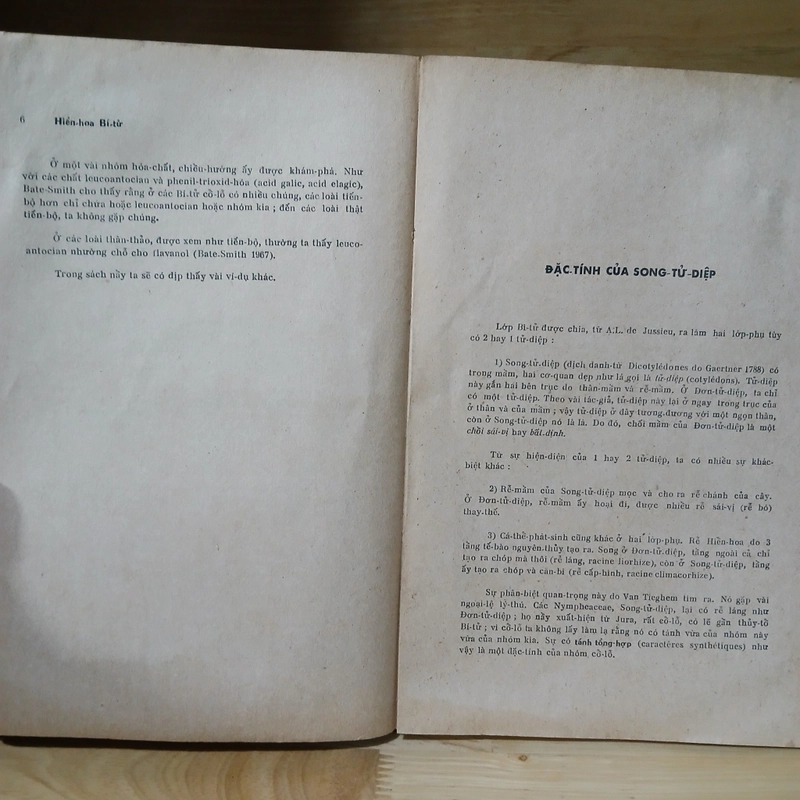 6 Hiển-hoa Bí-tử
Ở một vài nhóm hóa-chất, chiều-hướng ấy được khám-phá. Như
với các chất leucoantocian và phenil-trioxid-hóa (acid galic, acid elagic),
Bate-Smith cho thấy rằng ở các Bí-tử cồ-lỗ có nhiều chúng, các loài tiến-
bộ hơn chỉ chứa hoặc leucoantocian hoặc nhóm kia ; đến các loài thật
tiến-bộ, ta không gặp chúng.
Ở các loài thân-thảo, được xem như tiến-bộ, thường ta thấy leuco-
antocian nhường chỗ cho flavanol (Bate-Smith 1967).
Trong sách nầy ta sẽ có dịp thấy vài ví-dụ khác.
ĐẶC-TÍNH CỦA SONG-TỬ-DIỆP
Lớp Bí-tử được chia, từ A.L. de Jussieu, ra làm hai lớp-phụ tùy
có 2 hay 1 tử-diệp :
1) Song-tử-diệp (dịch danh-từ Dicotylédones do Gaertner 1788) có
trong mầm, hai cơ-quan dẹp như lá gọi là tử-diệp (cotylédons). Tử-diệp
này gắn hai bên trục do thân-mầm và rễ-mầm. Ở Đơn-tử-diệp, ta chỉ
có một tử-diệp. Theo vài tác-giả, tử-diệp này lại ở ngay trong trục của
ở thân và của mầm ; vậy tử-diệp ở đây tương-đương với một ngọn thân,
còn ở Song-tử-diệp nó là lá. Do đó, chồi mầm của Đơn-tử-diệp là một
chồi sái-vị hay bất-định.
Từ sự hiện-diện của 1 hay 2 tử-diệp, ta có nhiều sự khác-
biệt khác :
2) Rễ-mầm của Song-tử-diệp mọc và cho ra rễ chánh của cây.
Ở Đơn-tử-diệp, rễ-mầm ấy hoại đi, được nhiều rễ sái-vị (rễ bó)
thay-thế.
3) Cá-thể-phát-sinh cũng khác ở hai lớp-phụ. Rễ Hiển-hoa do 3
tầng tế-bào nguyên-thủy tạo ra. Song ở Đơn-tử-diệp, tầng ngoài cả chỉ
tạo ra chóp mà thôi (rễ láng, racine liorhize), còn ở Song-tử-diệp, tầng
ấy tạo ra chóp và căn-bì (rễ cấp-hình, racine climacorhize).
Sự phân-biệt quan-trọng này do Van Tieghem tìm ra. Nó gặp vài
ngoại-lệ lý-thú. Các Nympheaceae, Song-tử-diệp, lại có rễ láng như
Đơn-tử-diệp ; họ nầy xuất-hiện từ Jura, rất cồ-lỗ, có lẽ gần thủy-tổ
Bí-tử ; vì cồ-lỗ ta không lấy làm lạ rằng nó có tánh vừa của nhóm này
vừa của nhóm kia. Sự có tánh tổng-hợp (caractères synthétiques) như
vậy là một đặc-tính của nhóm cồ-lỗ.